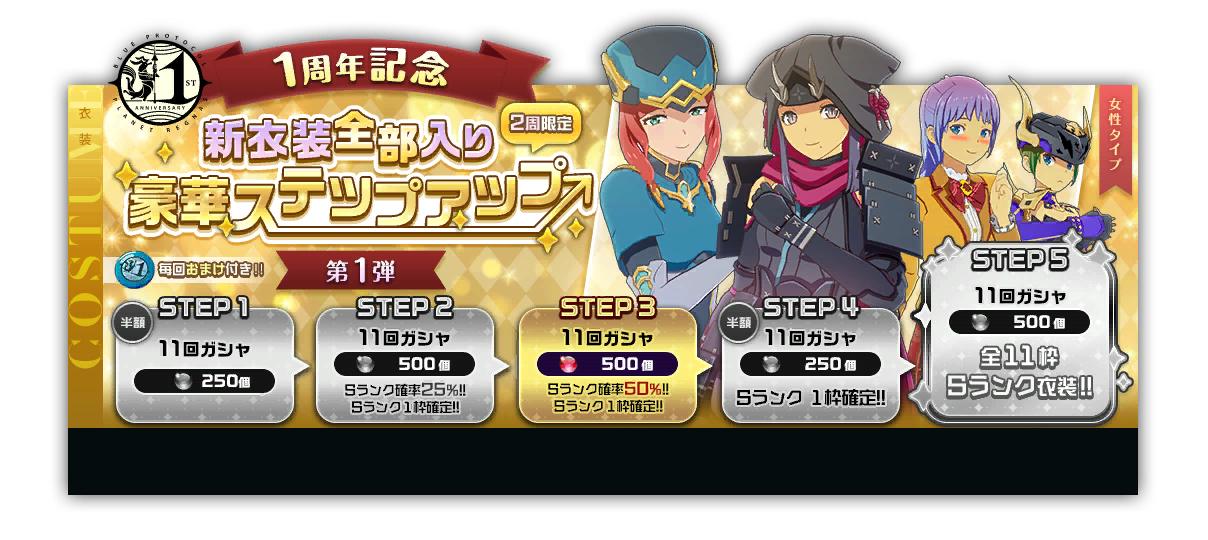 BLUE PROTOCOL
1ST
ANNIVERSARY
PLANET REGNAS
1周年記念
衣装
COSTUME
新衣装全部入り
2周限定
豪華ステップアップ
毎回おまけ付き!!
第1弾
女性タイプ
STEP 1
半額
11回ガシャ
250個
STEP 2
11回ガシャ
500個
Sランク確率25%!!
Sランク1枠確定!!
STEP 3
11回ガシャ
500個
Sランク確率50%!!
Sランク1枠確定!!
STEP 4
半額
11回ガシャ
250個
Sランク 1枠確定!!
STEP 5
11回ガシャ
500個
全11枠
Sランク衣装!!